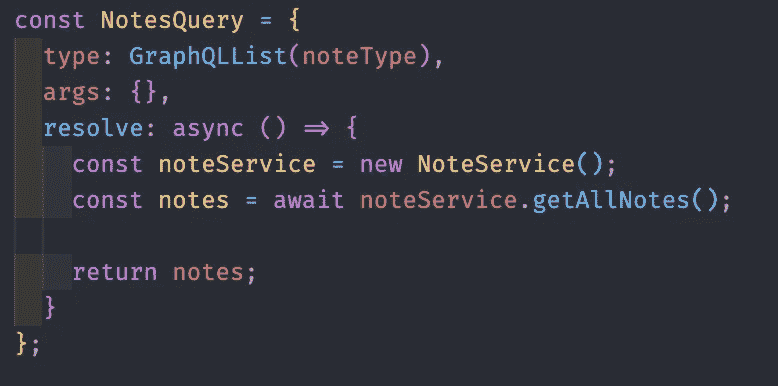 const NotesQuery = {
  type: GraphQLList(noteType),
  args: {},
  resolve: async () => {
    const noteService = new NoteService();
    const notes = await noteService.getAllNotes();

    return notes;
  }
};